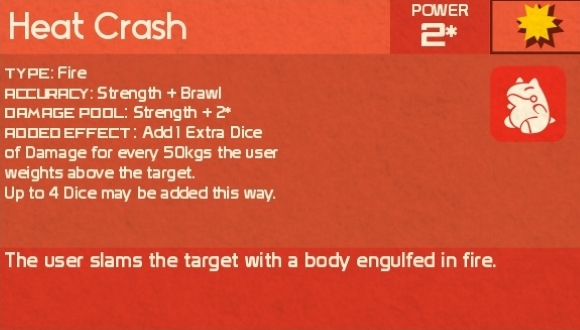 Heat Crash
POWER
2*
TYPE: Fire
ACCURACY: Strength + Brawl
DAMAGE POOL: Strength + 2*
ADDED EFFECT: Add 1 Extra Dice
of Damage for every 50kgs the user
weights above the target.
Up to 4 Dice may be added this way.
The user slams the target with a body engulfed in fire.